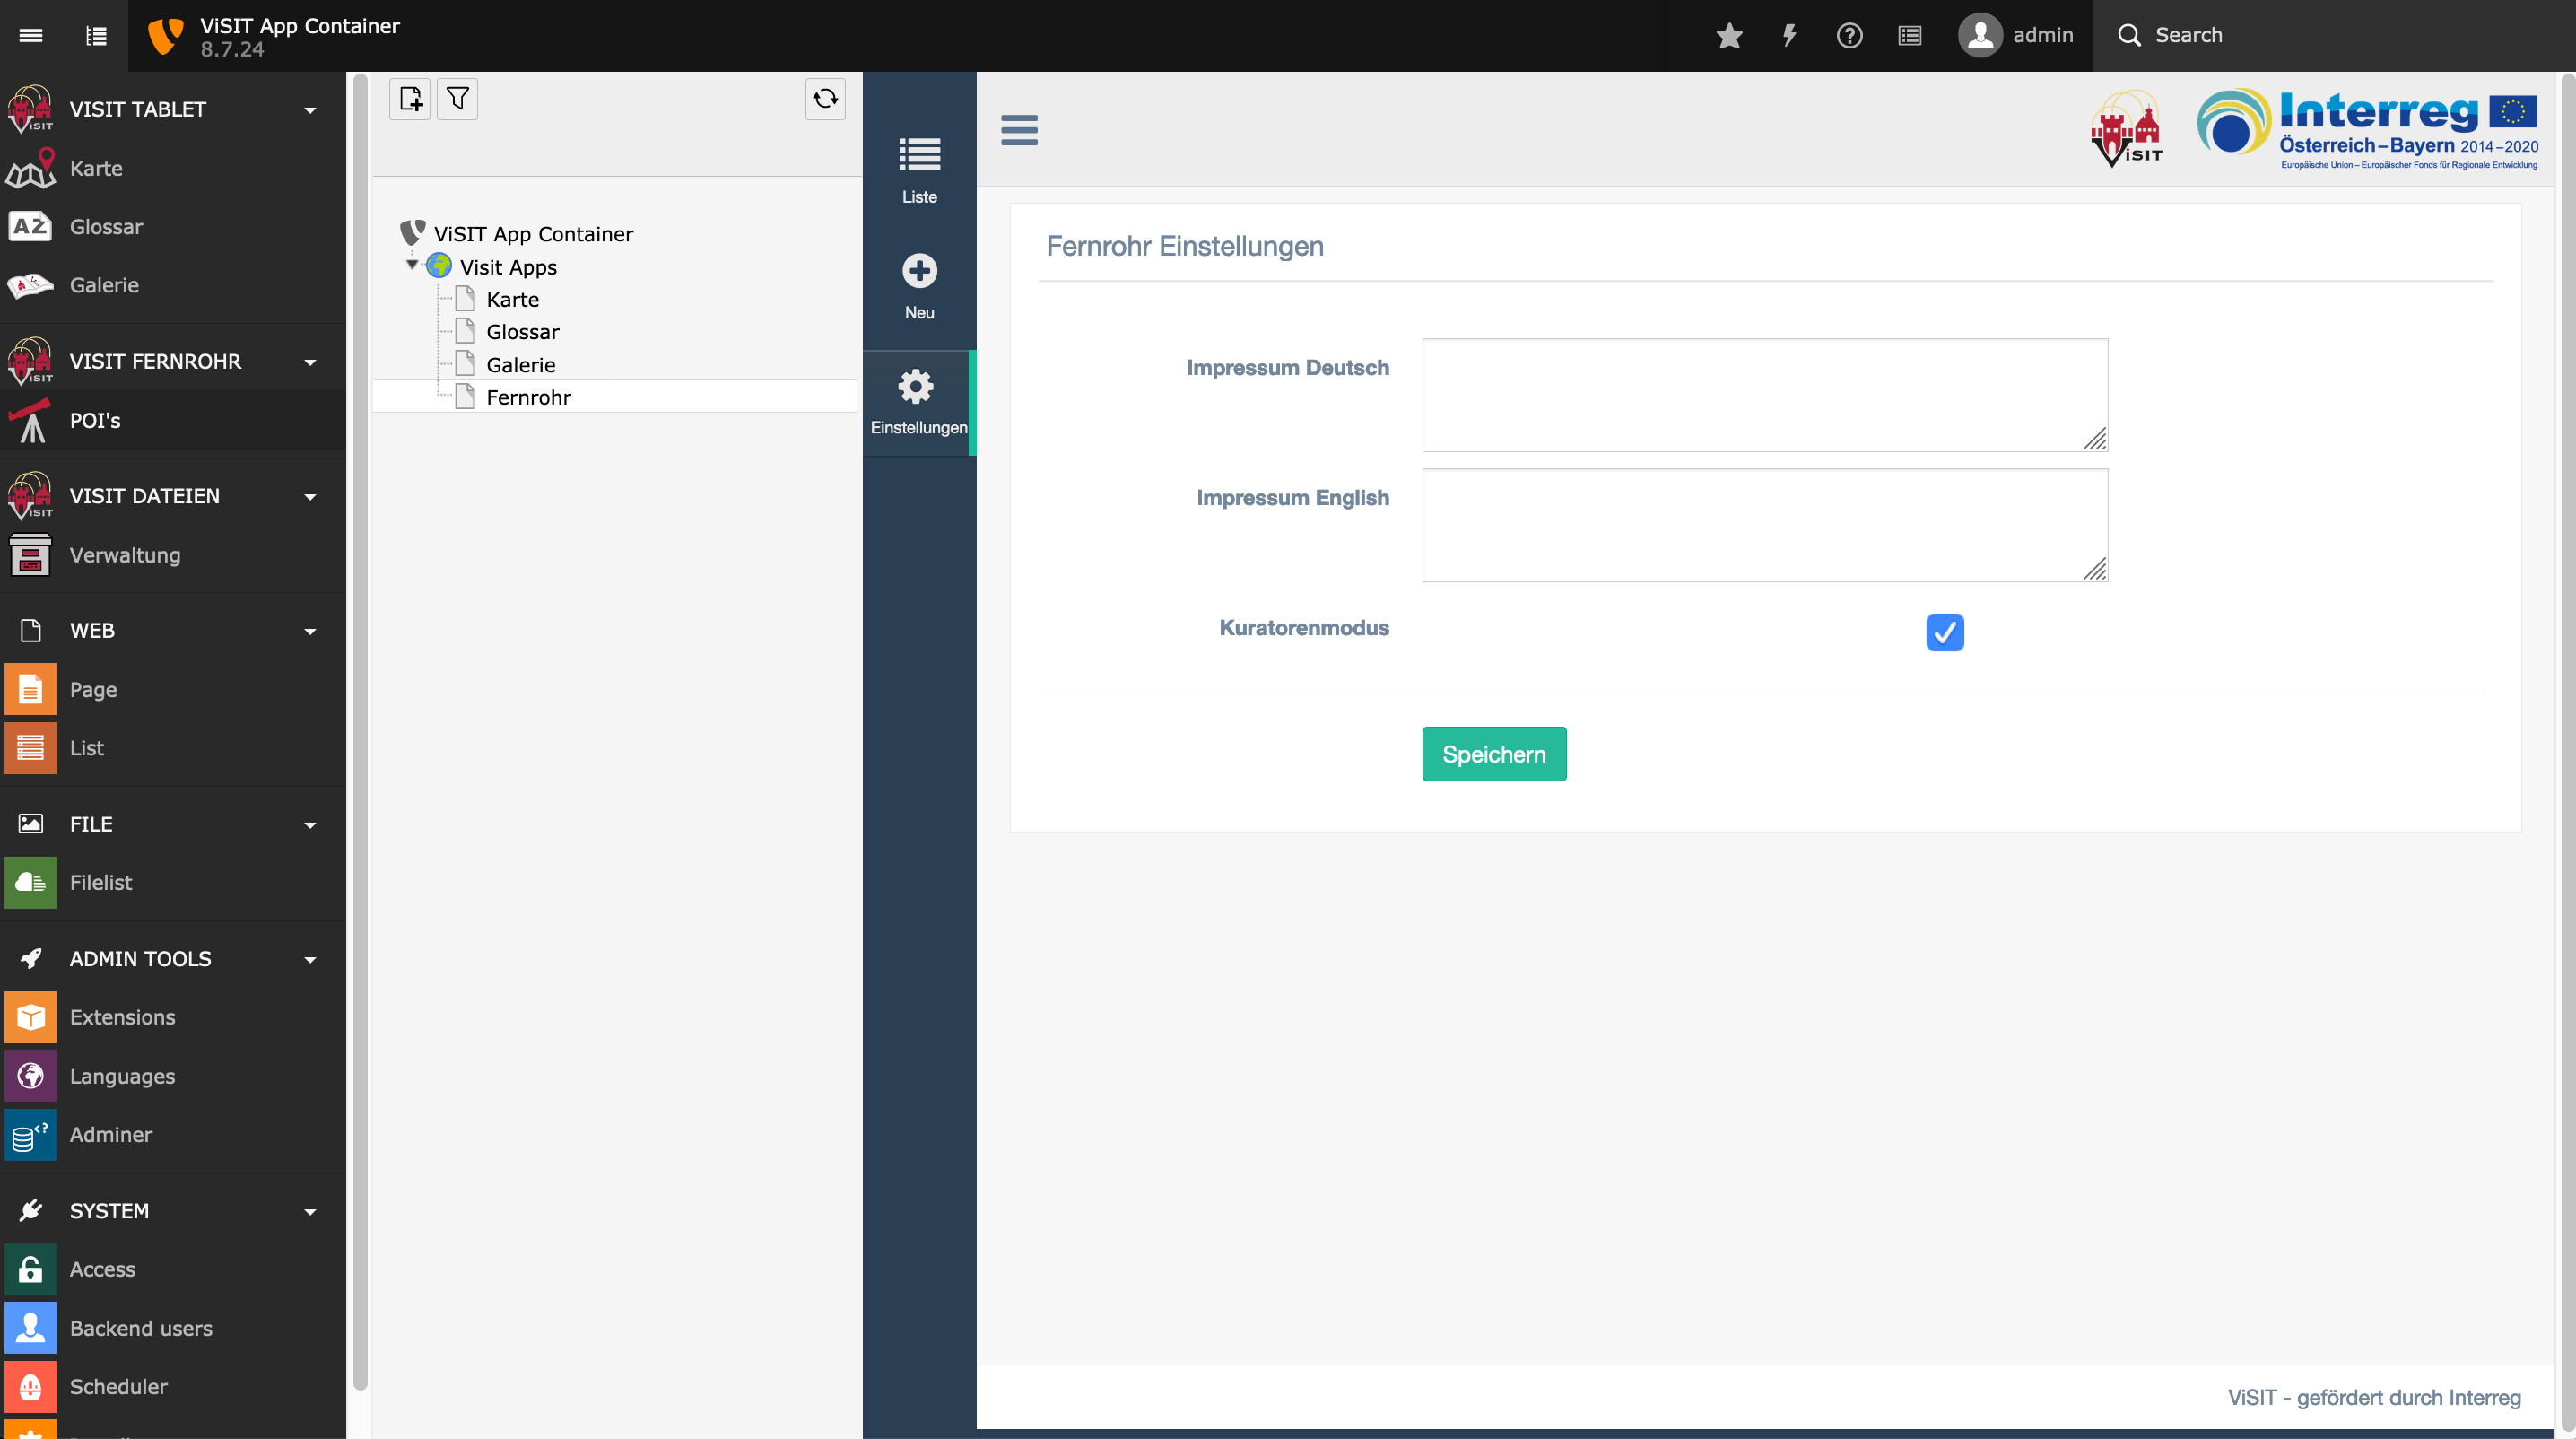 ViSIT App Container
8.7.24
admin
Search
VISIT TABLET
Karte
Glossar
Galerie
VISIT FERNROHR
POI's
VISIT DATEIEN
Verwaltung
WEB
Page
List
FILE
Filelist
ADMIN TOOLS
Extensions
Languages
Adminer
SYSTEM
Access
Backend users
Scheduler
ViSIT App Container
Visit Apps
Karte
Glossar
Galerie
Fernrohr
Liste
Neu
Einstellungen
ViSIT
Interreg
Österreich – Bayern 2014 – 2020
Europäische Union – Europäischer Fonds für Regionale Entwicklung
Fernrohr Einstellungen
Impressum Deutsch
Impressum English
Kuratorenmodus
Speichern
ViSIT - gefördert durch Interreg